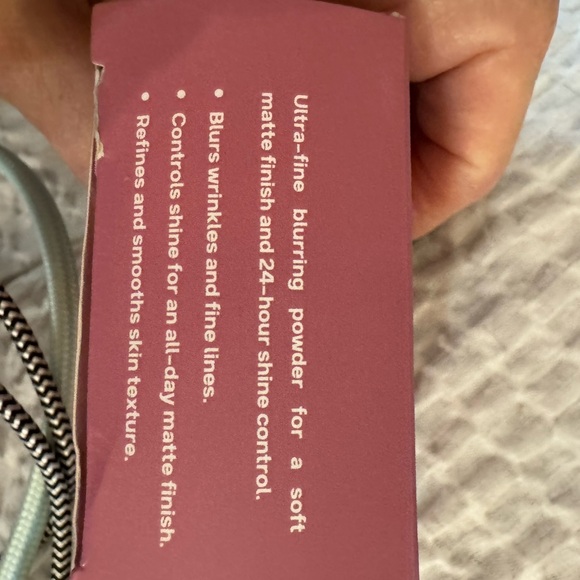 Ultra-fine blurring powder for a soft
matte finish and 24-hour shine control.
• Blurs wrinkles and fine lines.
• Controls shine for an all-day matte finish.
• Refines and smooths skin texture.